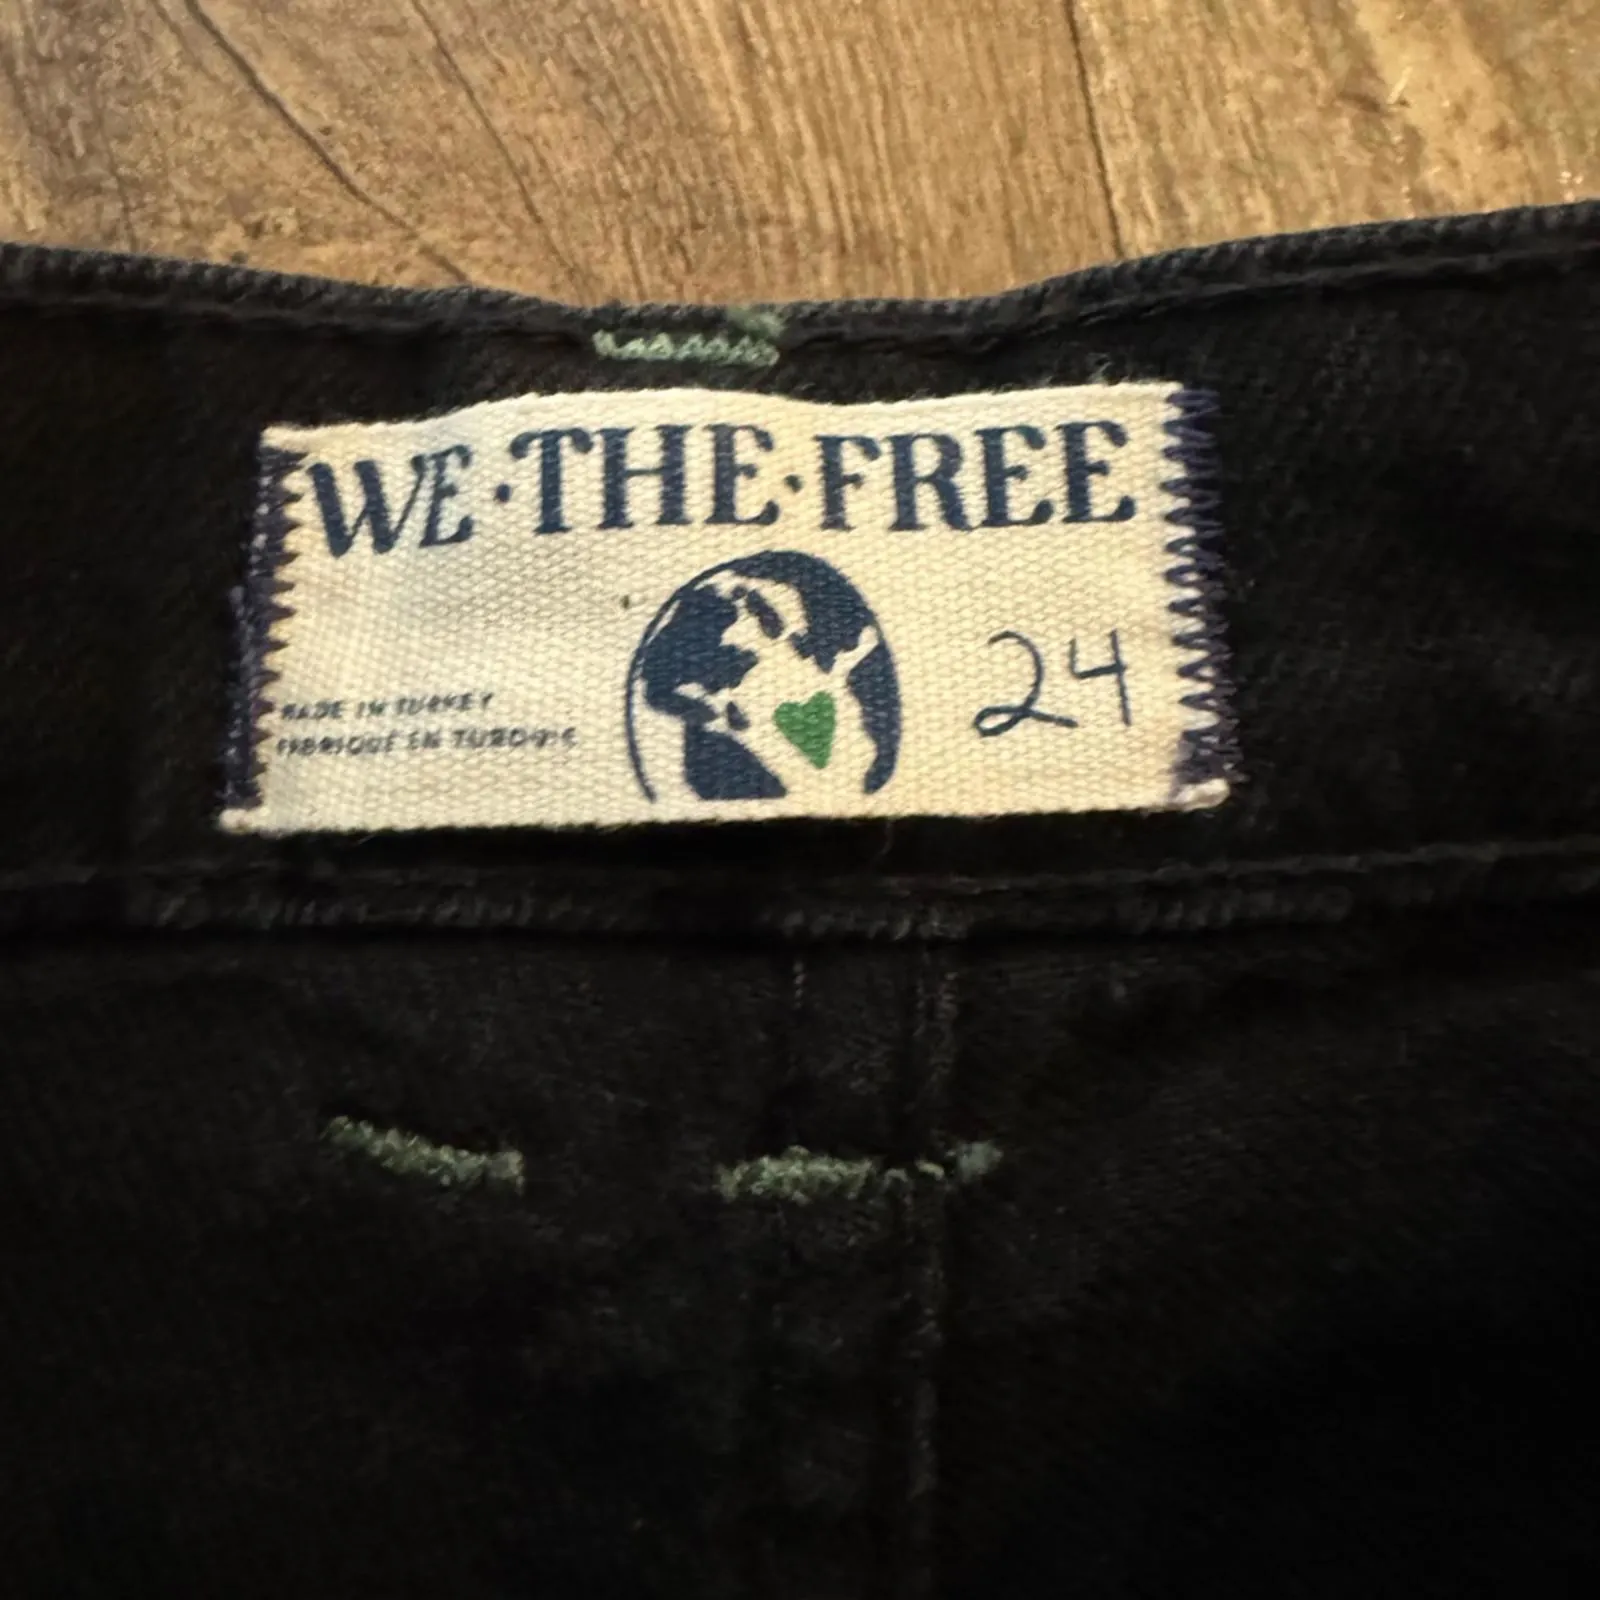 WE·THE·FREE
24
MADE IN TURKEY
FABRIQUÉ EN TURQUIE